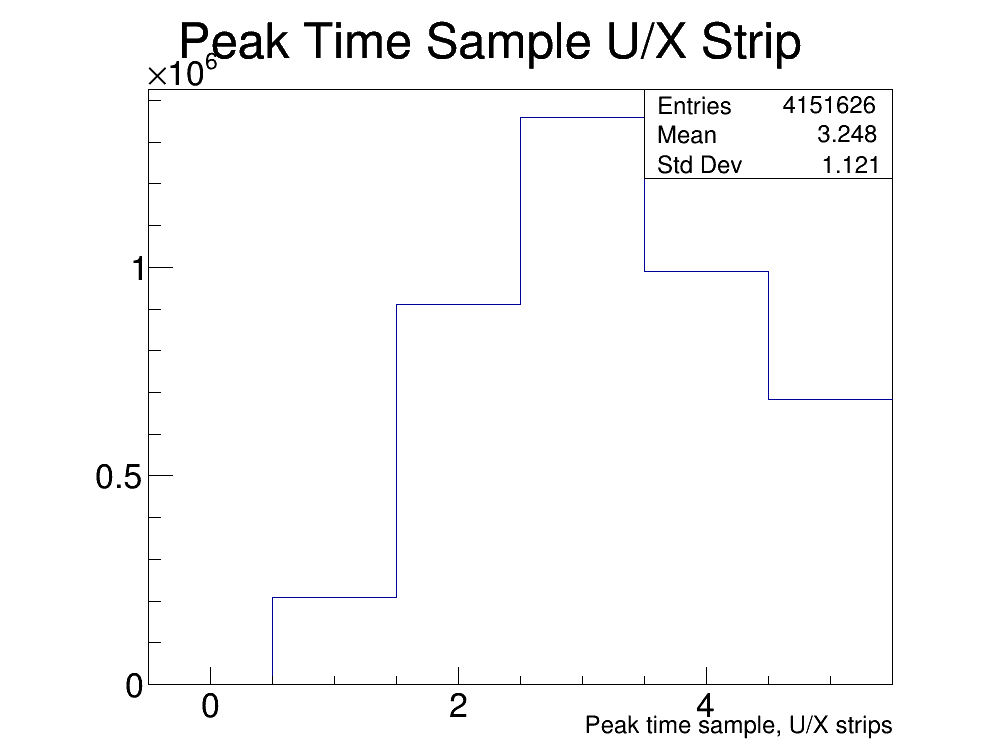 Peak Time Sample U/X Strip
×10^6
Entries 4151626
Mean 3.248
Std Dev 1.121
1
0.5
0
0 2 4
Peak time sample, U/X strips